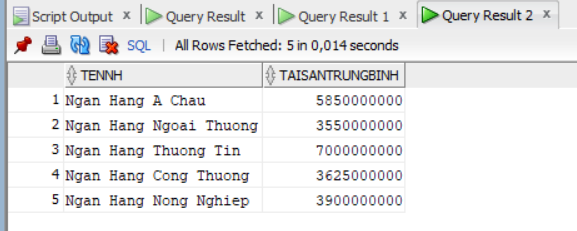 Script Output x Query Result x Query Result 1 x Query Result 2 x
SQL | All Rows Fetched: 5 in 0,014 seconds
TENNH TAISANTRUNGBINH
1 Ngan Hang A Chau 5850000000
2 Ngan Hang Ngoai Thuong 3550000000
3 Ngan Hang Thuong Tin 7000000000
4 Ngan Hang Cong Thuong 3625000000
5 Ngan Hang Nong Nghiep 3900000000